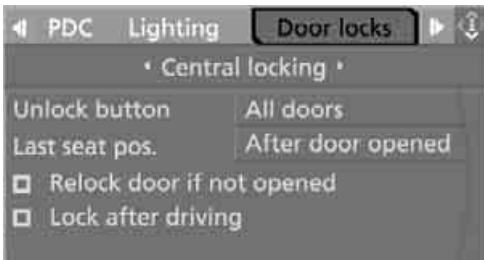 PDC Lighting Door locks
Central locking
Unlock button All doors
Last seat pos. After door opened
Relock door if not opened
Lock after driving